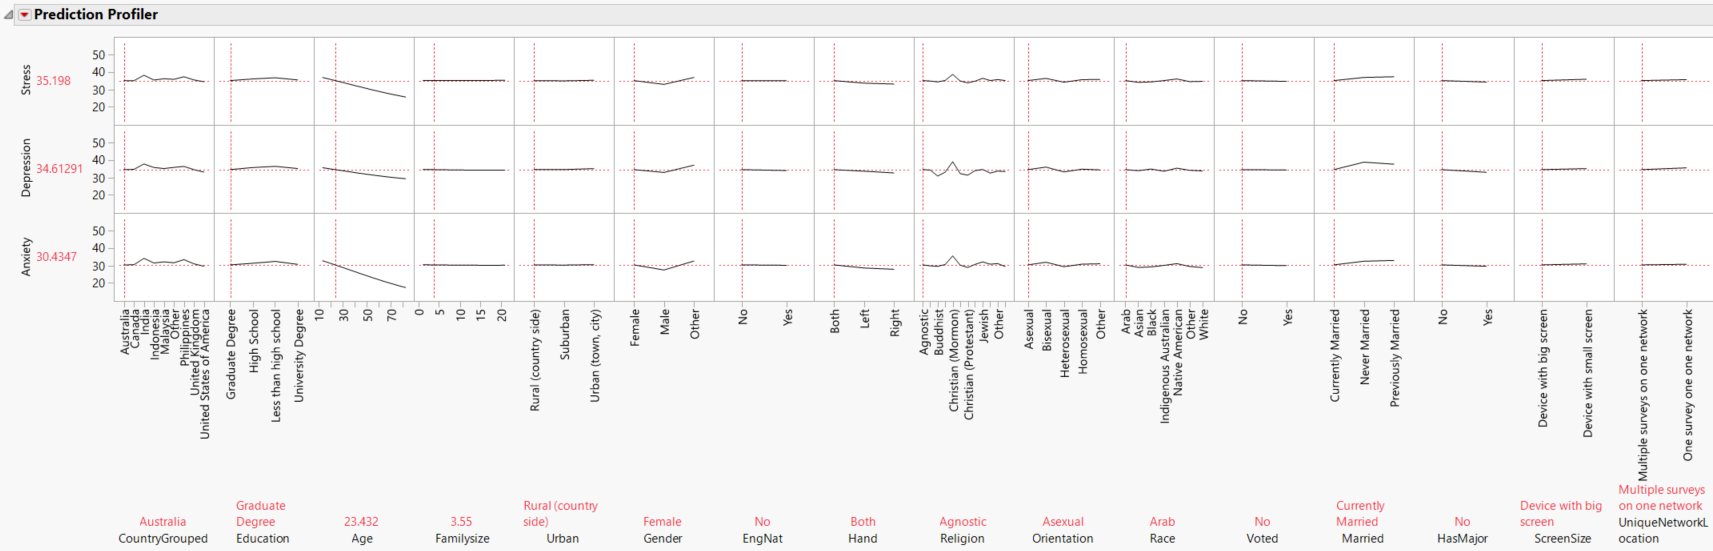 Prediction Profiler
Stress
35.198
50
40
30
20
Depression
34.61291
50
40
30
20
Anxiety
30.4347
50
40
30
20
Australia
Canada
India
Indonesia
Malaysia
Other
Philippines
United Kingdom
United States of America
Graduate Degree
High School
Less than high school
University Degree
10
30
50
70
0
5
10
15
20
Rural (country side)
Suburban
Urban (town, city)
Female
Male
Other
No
Yes
Both
Left
Right
Agnostic
Buddhist
Christian (Mormon)
Christian (Protestant)
Jewish
Other
Asexual
Bisexual
Heterosexual
Homosexual
Other
Arab
Asian
Black
Indigenous Australian
Native American
Other
White
No
Yes
Currently Married
Never Married
Previously Married
No
Yes
Device with big screen
Device with small screen
Multiple surveys on one network
One survey one one network
Australia
CountryGrouped
Graduate
Degree
Education
23.432
Age
3.55
Familysize
Rural (country
side)
Urban
Female
Gender
No
EngNat
Both
Hand
Agnostic
Religion
Asexual
Orientation
Arab
Race
No
Voted
Currently
Married
Married
No
HasMajor
Device with big
screen
ScreenSize
Multiple surveys
on one network
UniqueNetworkL
ocation